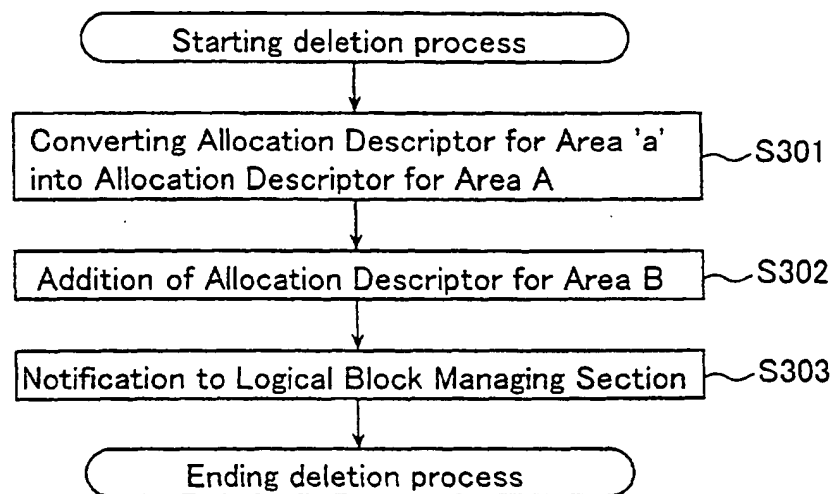 Starting deletion process
Converting Allocation Descriptor for Area 'a'
into Allocation Descriptor for Area A
S301
Addition of Allocation Descriptor for Area B
S302
Notification to Logical Block Managing Section
S303
Ending deletion process